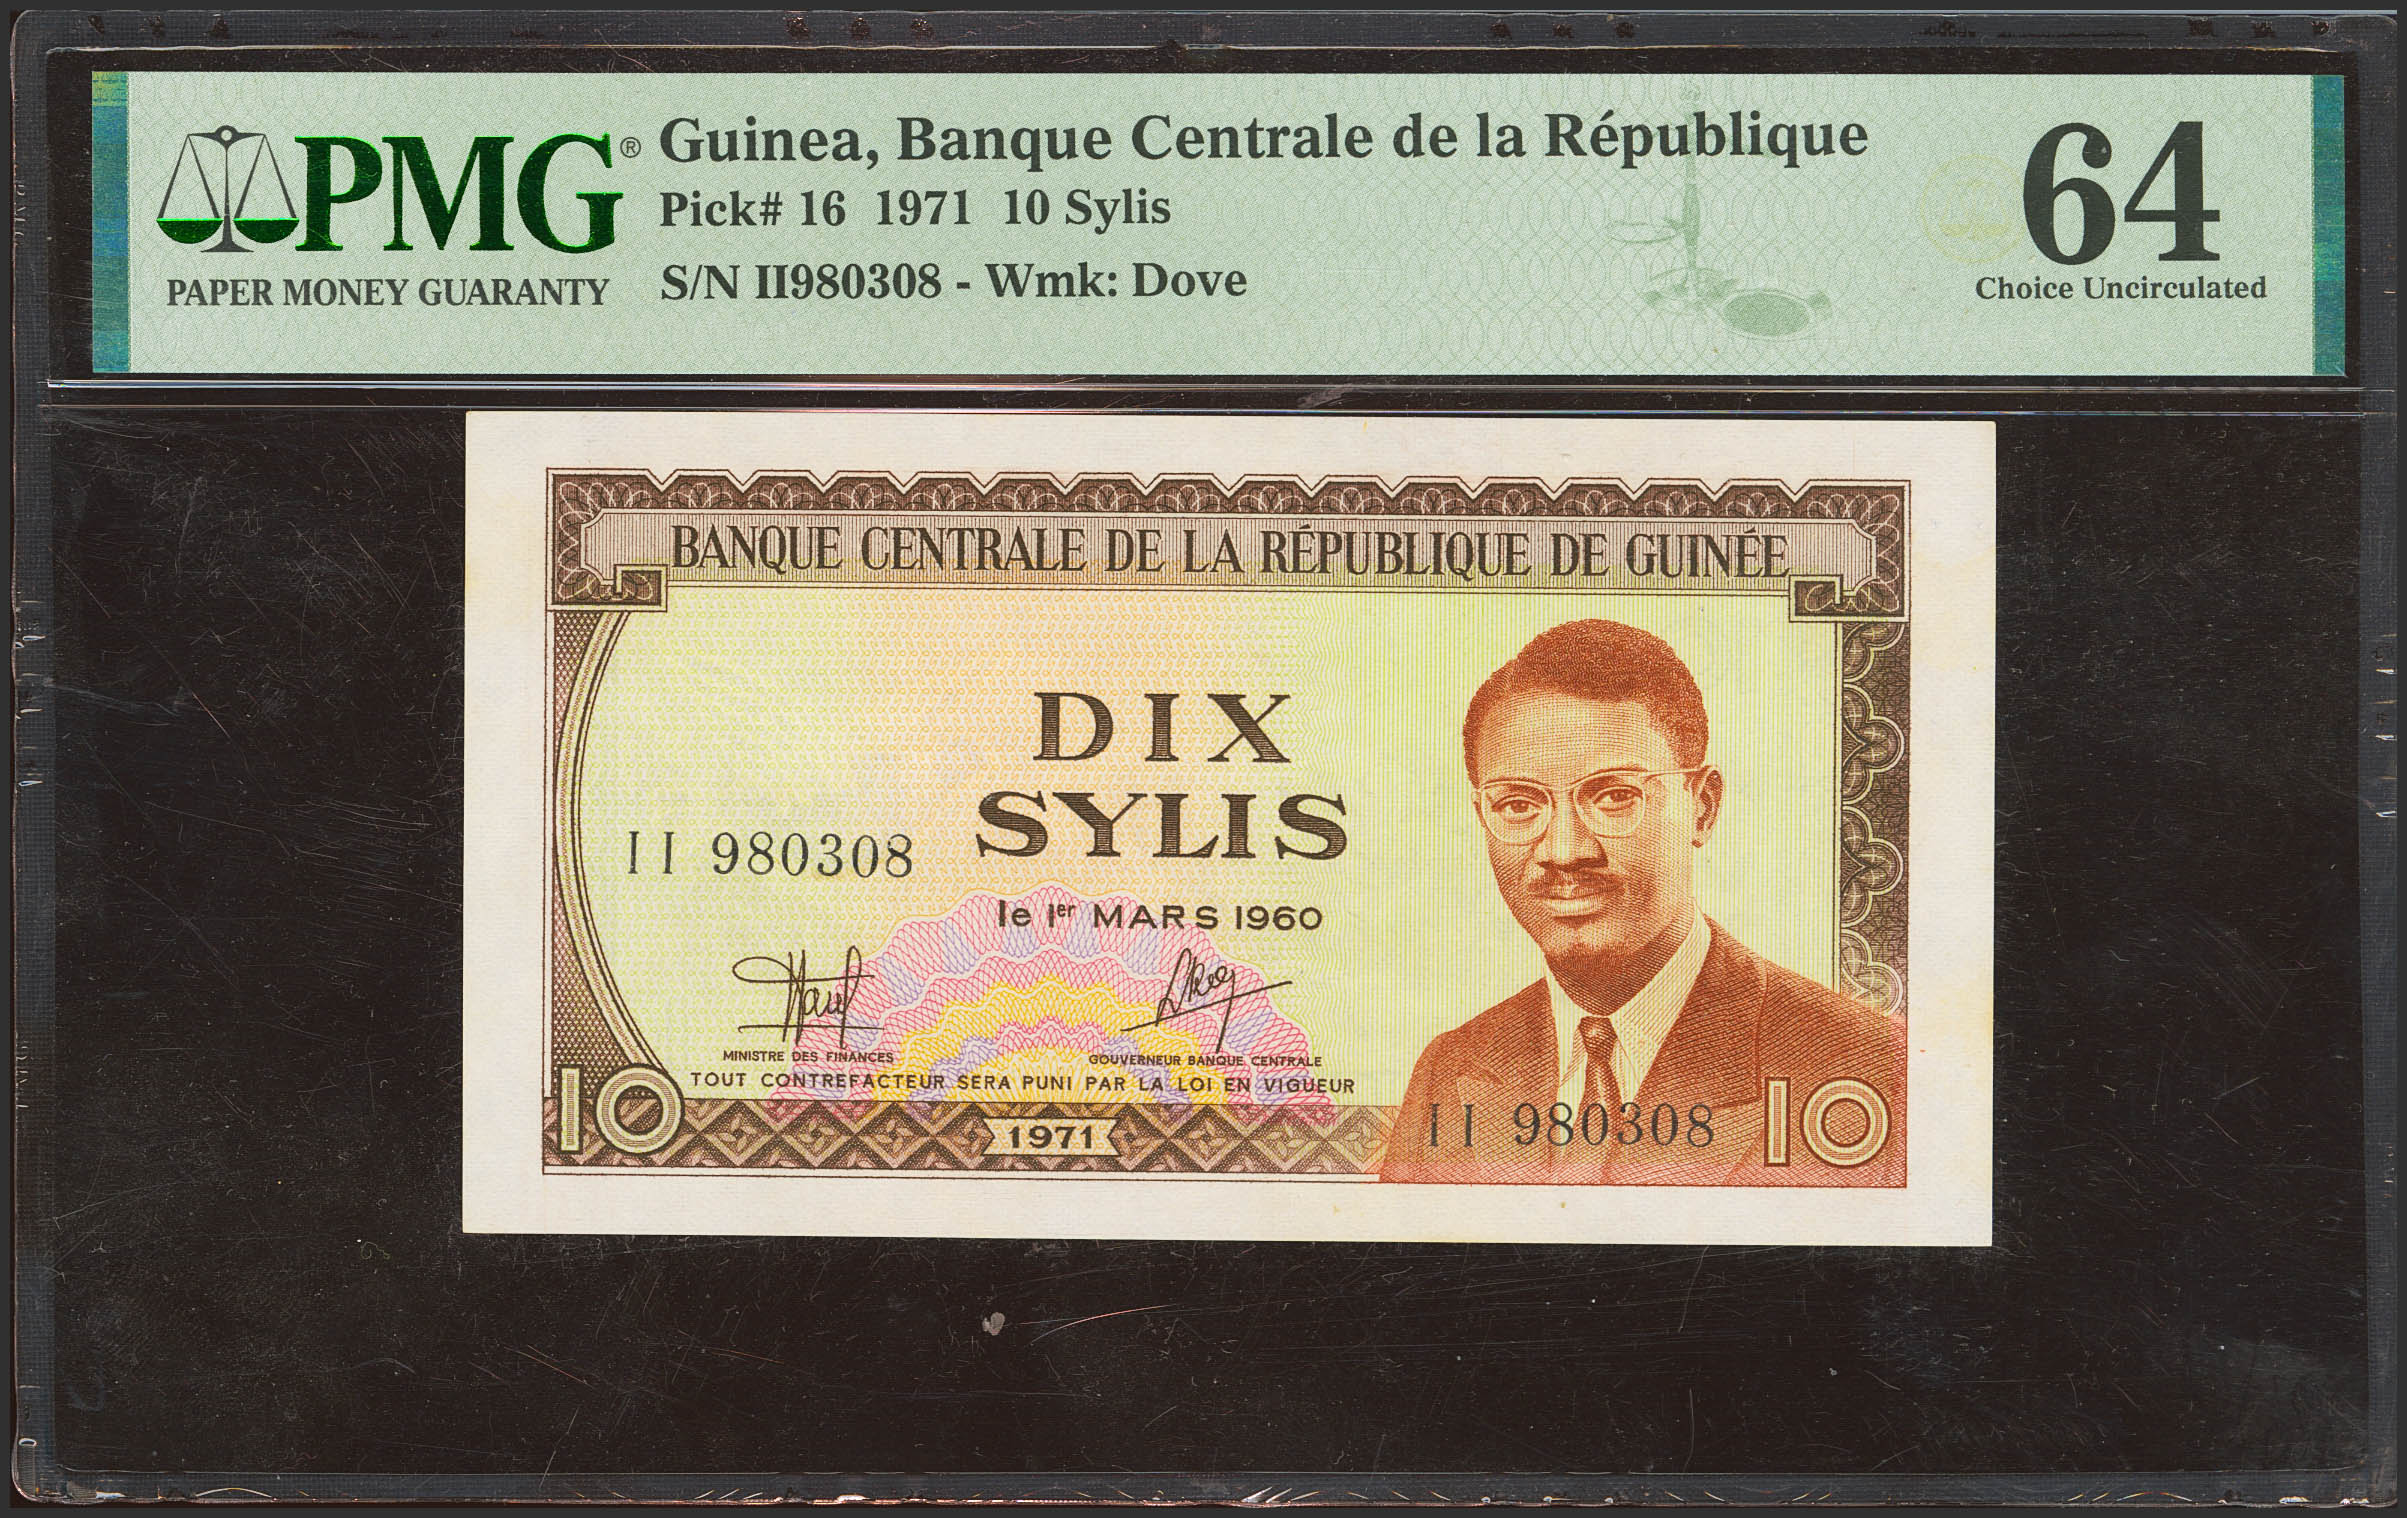 PMG®
PAPER MONEY GUARANTY
Guinea, Banque Centrale de la République
Pick# 16 1971 10 Sylis
S/N II980308 - Wmk: Dove
64
Choice Uncirculated
BANQUE CENTRALE DE LA RÉPUBLIQUE DE GUINÉE
DIX
SYLIS
II 980308
le 1er MARS 1960
MINISTRE DES FINANCES
GOUVERNEUR BANQUE CENTRALE
TOUT CONTREFACTEUR SERA PUNI PAR LA LOI EN VIGUEUR
10
1971
II 980308
10